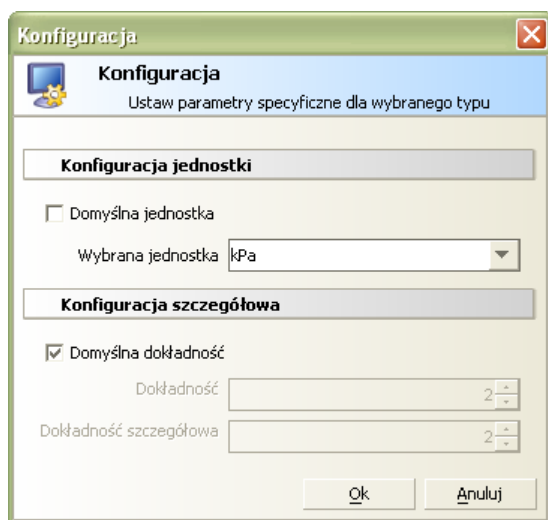 Konfiguracja
Konfiguracja
Ustaw parametry specyficzne dla wybranego typu
Konfiguracja jednostki
Domyślna jednostka
Wybrana jednostka kPa
Konfiguracja szczegółowa
Domyślna dokładność
Dokładność 2
Dokładność szczegółowa 2
Ok Anuluj